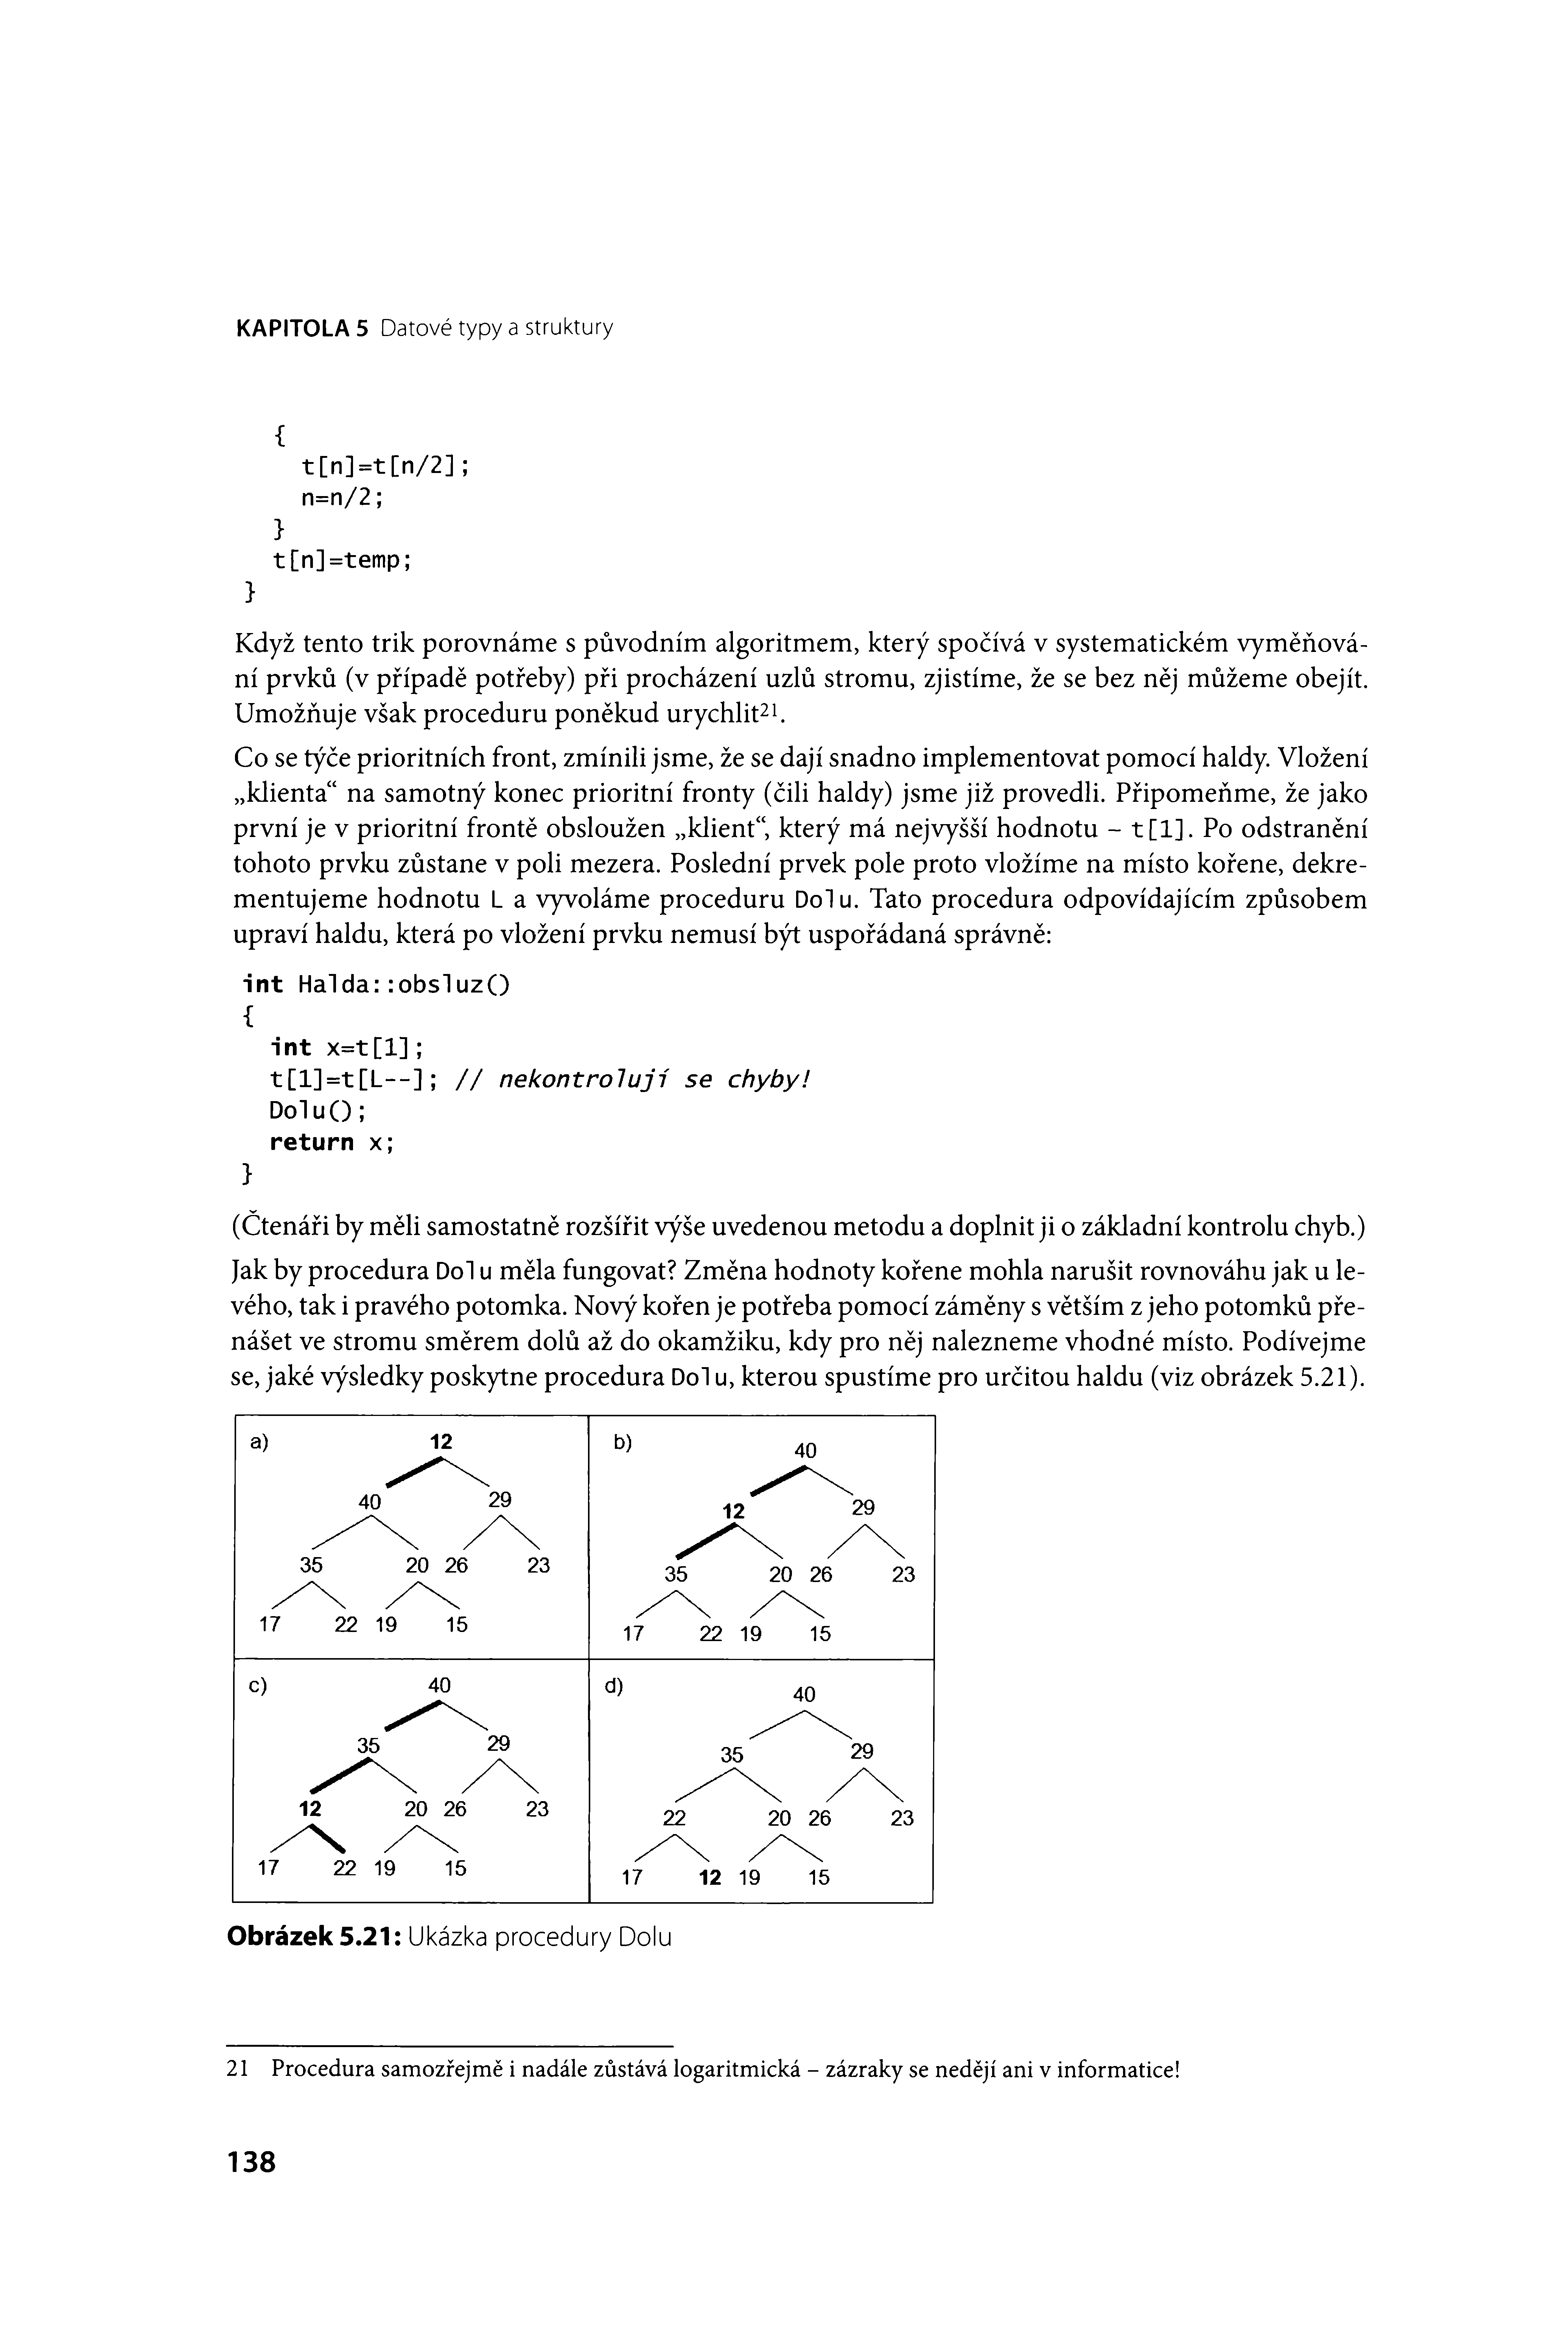 KAPITOLA 5 Datové typy a struktury
{
t[n]=t[n/2];
n=n/2;
}
t[n]=temp;
}
Když tento trik porovnáme s původním algoritmem, který spočívá v systematickém vyměňová-
ní prvků (v případě potřeby) při procházení uzlů stromu, zjistíme, že se bez něj můžeme obejít.
Umožňuje však proceduru poněkud urychlit21.
Co se týče prioritních front, zmínili jsme, že se dají snadno implementovat pomocí haldy. Vložení
„klienta“ na samotný konec prioritní fronty (čili haldy) jsme již provedli. Připomeňme, že jako
první je v prioritní frontě obsloužen „klient“, který má nejvyšší hodnotu – t[1]. Po odstranění
tohoto prvku zůstane v poli mezera. Poslední prvek pole proto vložíme na místo kořene, dekre-
mentujeme hodnotu L a vyvoláme proceduru Dolu. Tato procedura odpovídajícím způsobem
upraví haldu, která po vložení prvku nemusí být uspořádaná správně:
int Halda::obsluz()
{
int x=t[1];
t[1]=t[L--]; // nekontrolují se chyby!
Dolu();
return x;
}
(Čtenáři by měli samostatně rozšířit výše uvedenou metodu a doplnit ji o základní kontrolu chyb.)
Jak by procedura Dolu měla fungovat? Změna hodnoty kořene mohla narušit rovnováhu jak u le-
vého, tak i pravého potomka. Nový kořen je potřeba pomocí záměny s větším z jeho potomků pře-
nášet ve stromu směrem dolů až do okamžiku, kdy pro něj nalezneme vhodné místo. Podívejme
se, jaké výsledky poskytne procedura Dolu, kterou spustíme pro určitou haldu (viz obrázek 5.21).
a) 12
40 29
35 20 26 23
17 22 19 15
b) 40
12 29
35 20 26 23
17 22 19 15
c) 40
35 29
12 20 26 23
17 22 19 15
d) 40
35 29
22 20 26 23
17 12 19 15
Obrázek 5.21: Ukázka procedury Dolu
21 Procedura samozřejmě i nadále zůstává logaritmická – zázraky se nedějí ani v informatice!
138